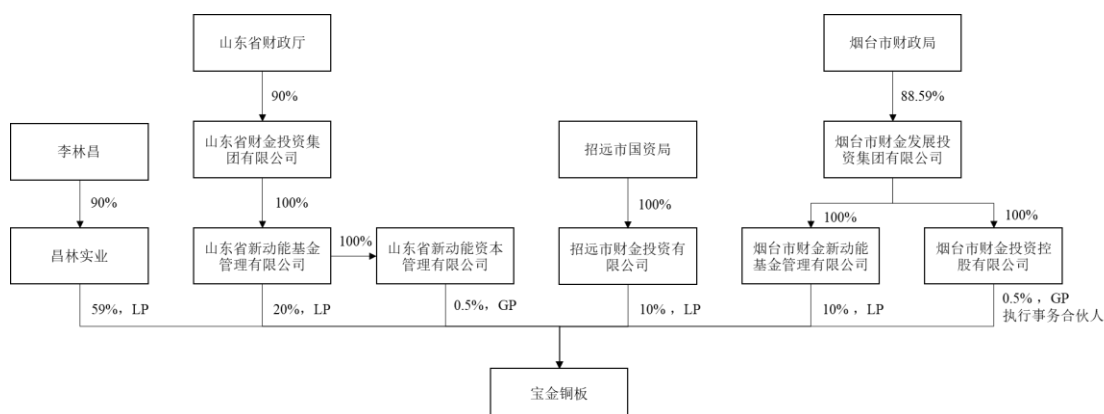 山东省财政厅
烟台市财政局
90%
88.59%
李林昌
山东省财金投资集
团有限公司
招远市国资局
烟台市财金发展投
资集团有限公司
90%
100%
100%
100%
100%
昌林实业
山东省新动能基金
管理有限公司
100%
山东省新动能资本
管理有限公司
招远市财金投资有
限公司
烟台市财金新动能
基金管理有限公司
烟台市财金投资控
股有限公司
59%，LP
20%，LP
0.5%，GP
10%，LP
10%，LP
0.5%，GP
执行事务合伙人
宝金铜板